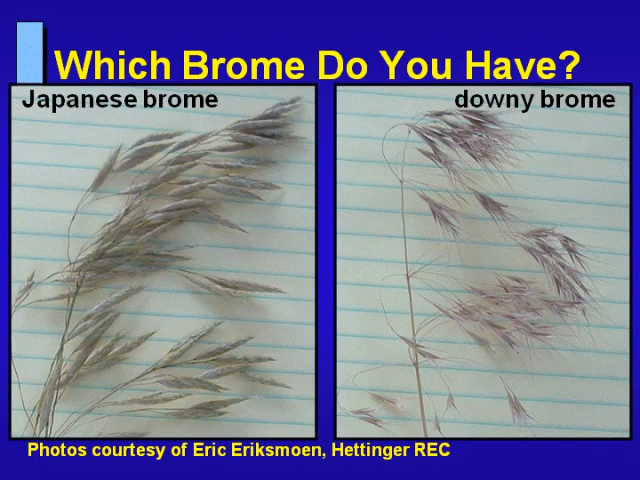 Which Brome Do You Have?
Japanese brome
downy brome
Photos courtesy of Eric Eriksmoen, Hettinger REC